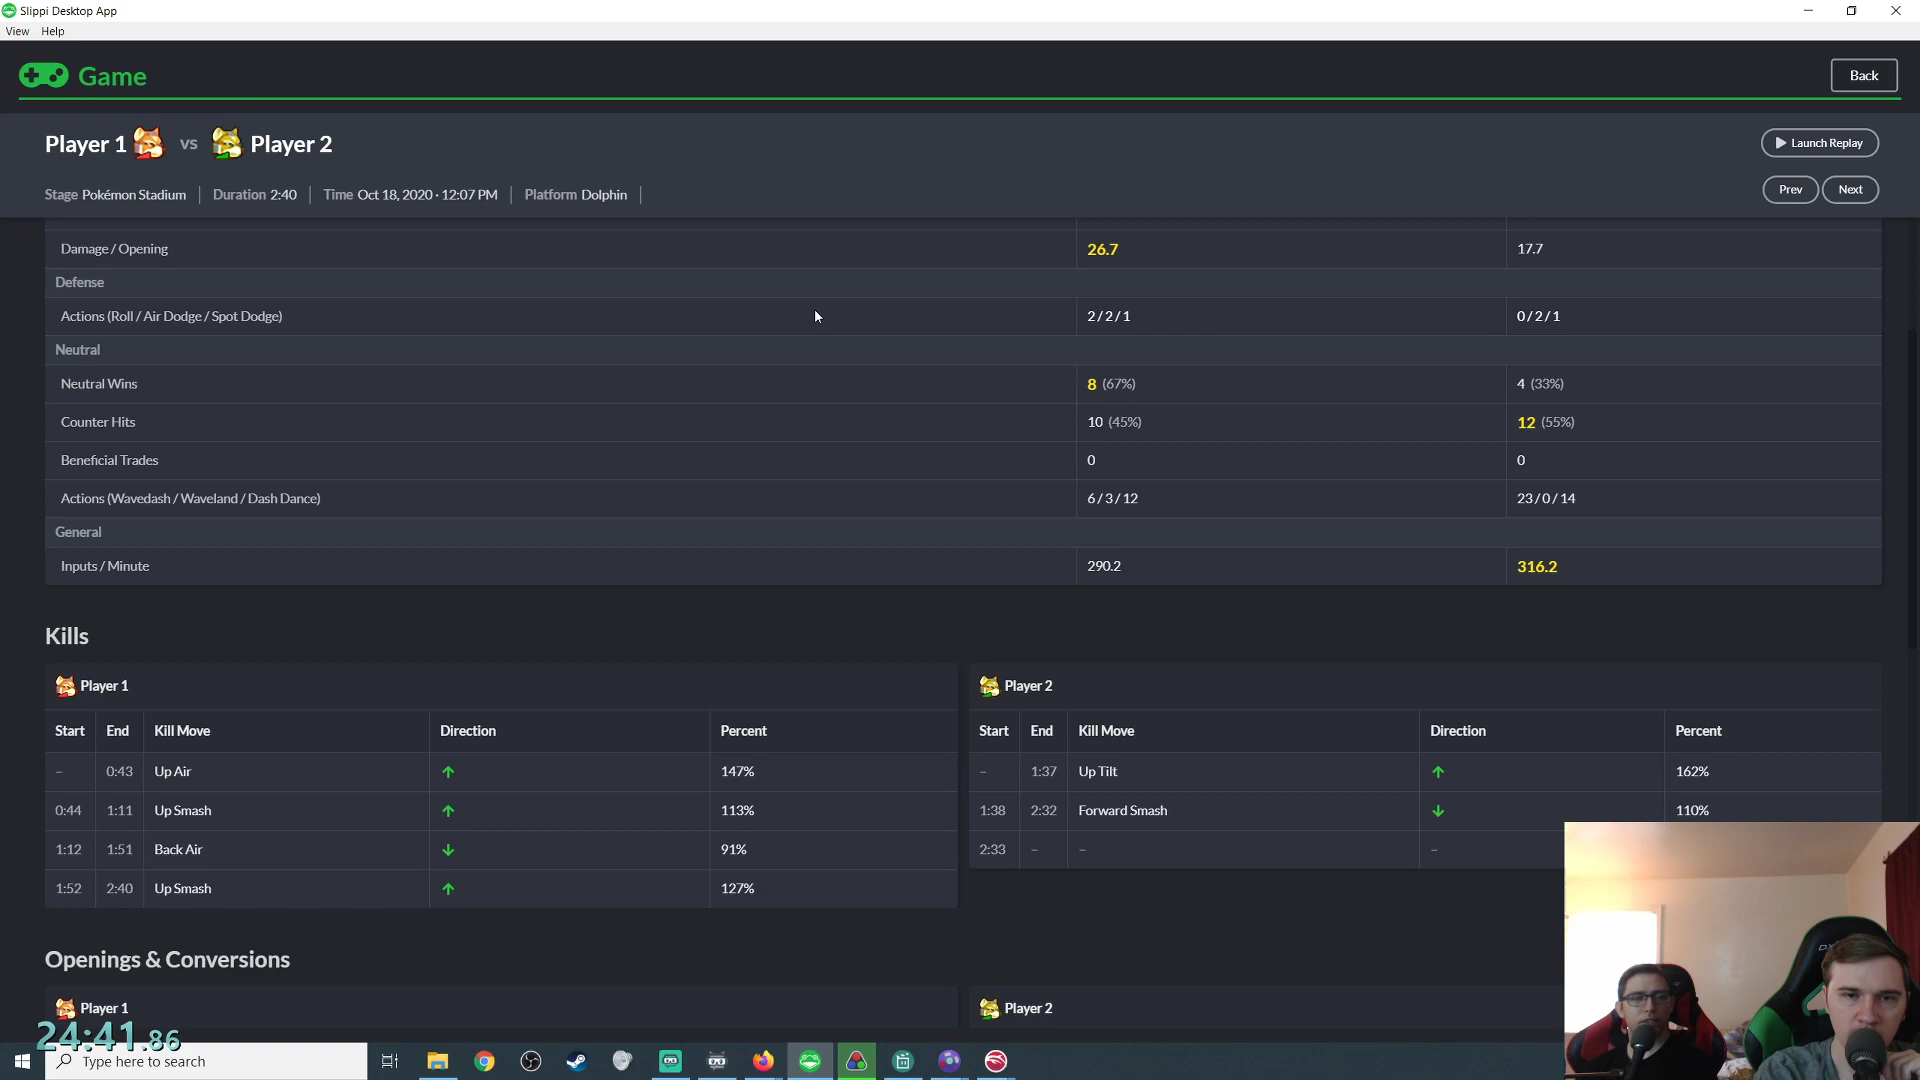 Slippi Desktop App
View Help
Game
Back
Player 1 vs Player 2
Launch Replay
Stage Pokémon Stadium Duration 2:40 Time Oct 18, 2020 · 12:07 PM Platform Dolphin
Prev Next
Damage / Opening 26.7 17.7
Defense
Actions (Roll / Air Dodge / Spot Dodge) 2 / 2 / 1 0 / 2 / 1
Neutral
Neutral Wins 8 (67%) 4 (33%)
Counter Hits 10 (45%) 12 (55%)
Beneficial Trades 0 0
Actions (Wavedash / Waveland / Dash Dance) 6 / 3 / 12 23 / 0 / 14
General
Inputs / Minute 290.2 316.2
Kills
Player 1
Start End Kill Move Direction Percent
– 0:43 Up Air 147%
0:44 1:11 Up Smash 113%
1:12 1:51 Back Air 91%
1:52 2:40 Up Smash 127%
Player 2
Start End Kill Move Direction Percent
– 1:37 Up Tilt 162%
1:38 2:32 Forward Smash 110%
2:33 – – –
Openings & Conversions
Player 1
Player 2
24:41.86
Type here to search